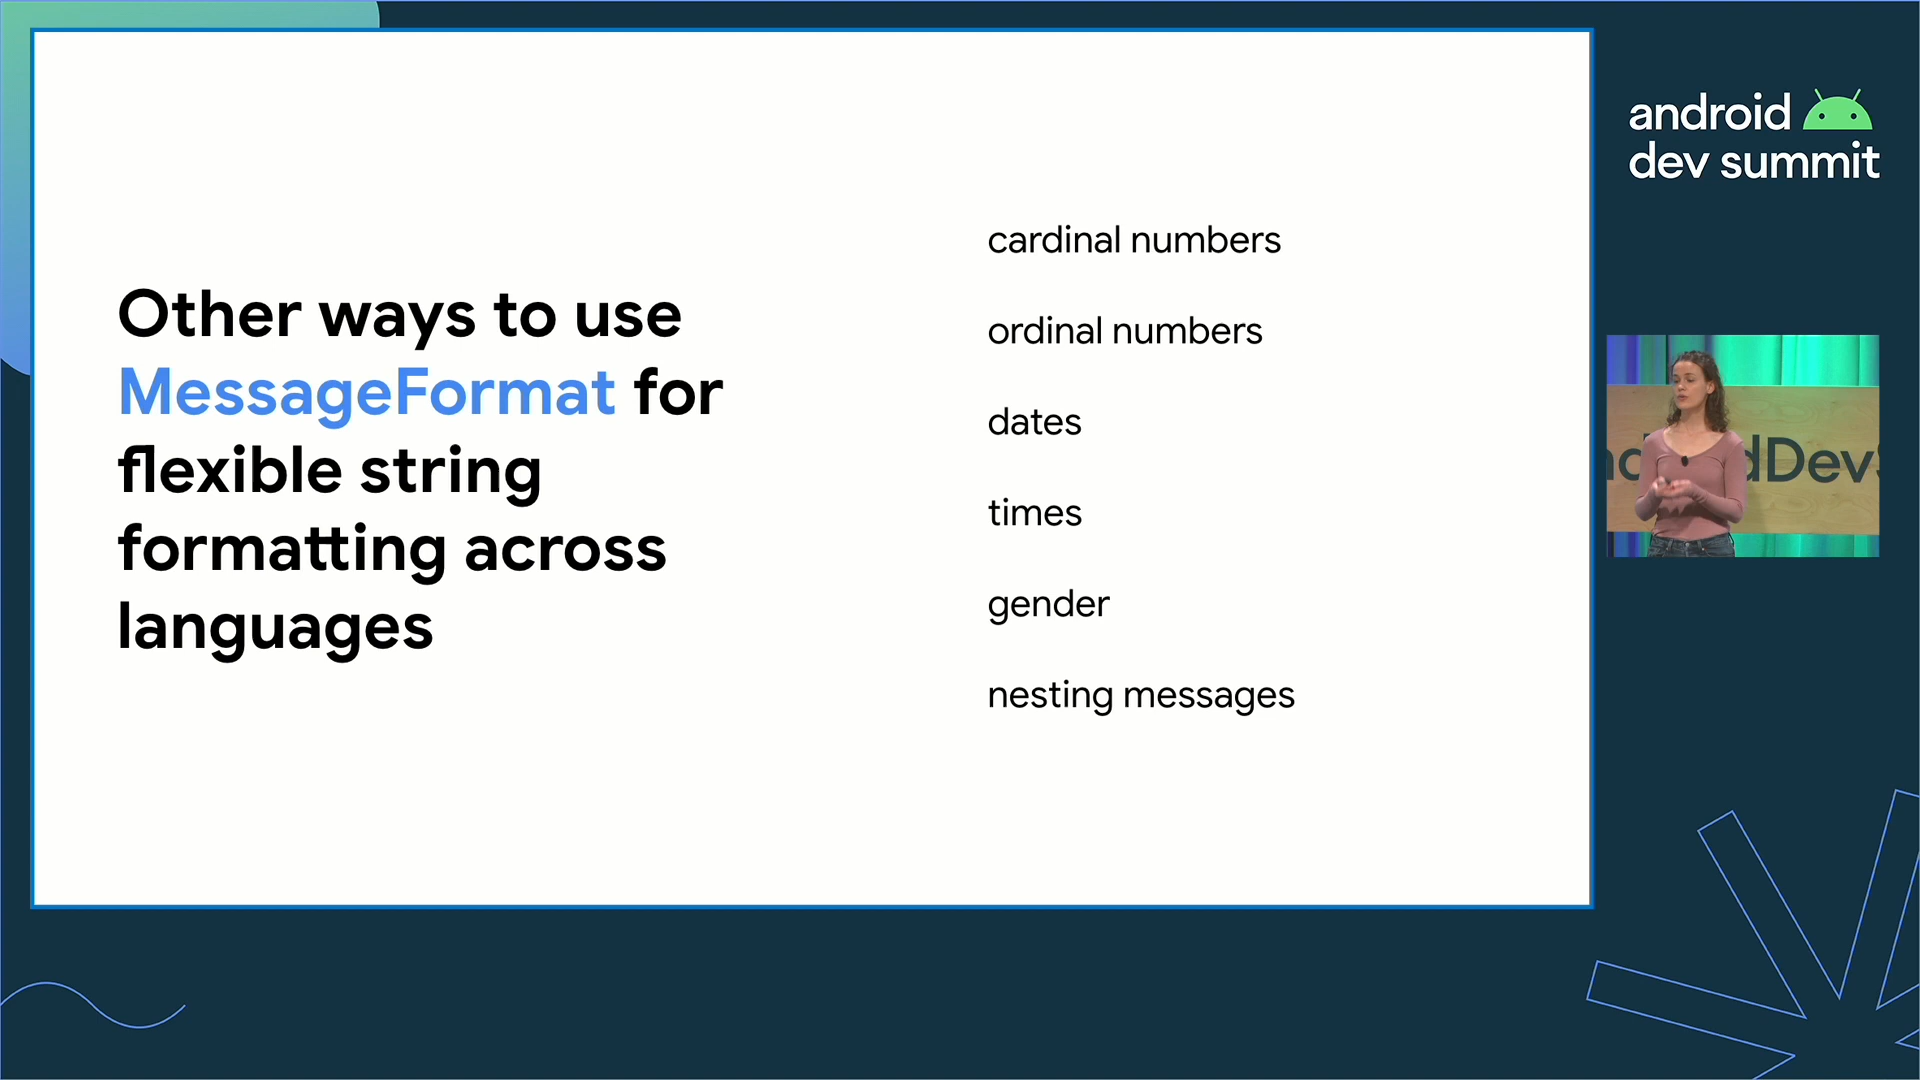 Other ways to use
MessageFormat for
flexible string
formatting across
languages
cardinal numbers
ordinal numbers
dates
times
gender
nesting messages
android
dev summit